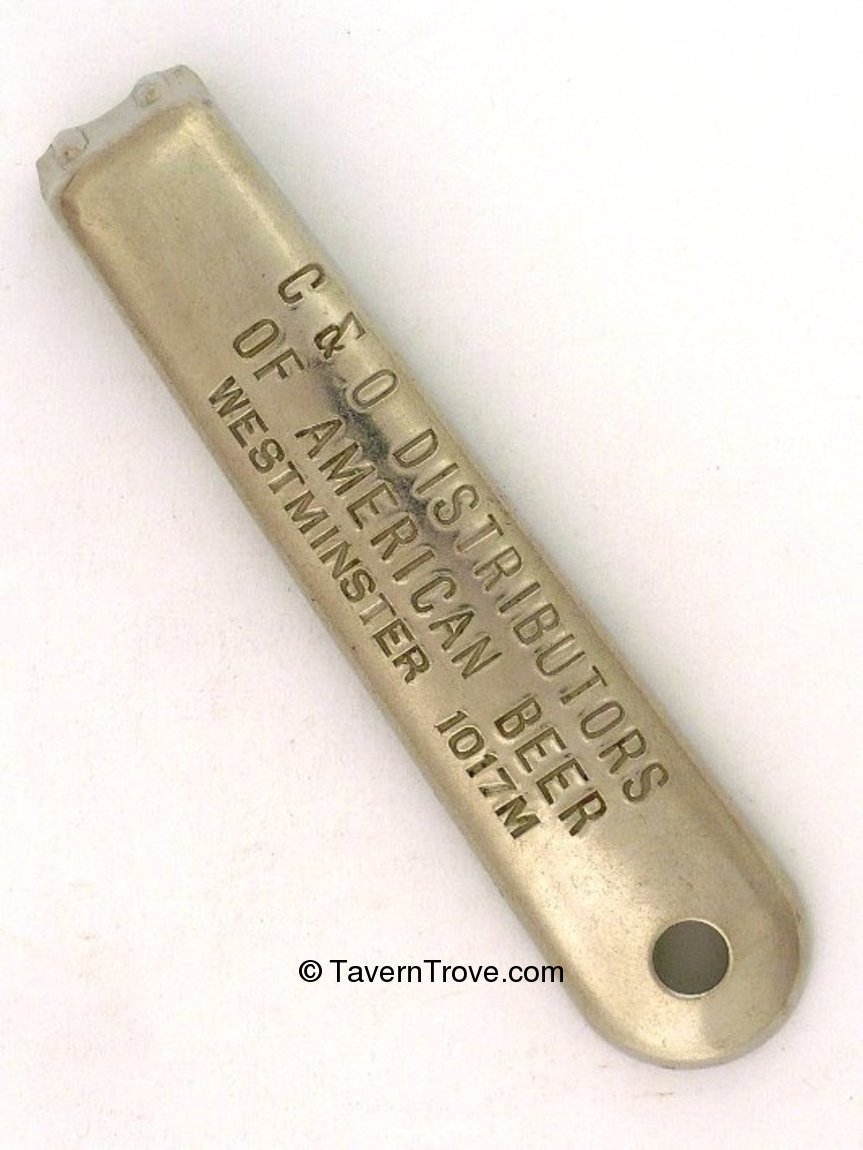 C & O DISTRIBUTORS
OF AMERICAN BEER
WESTMINSTER 1017M
© TavernTrove.com